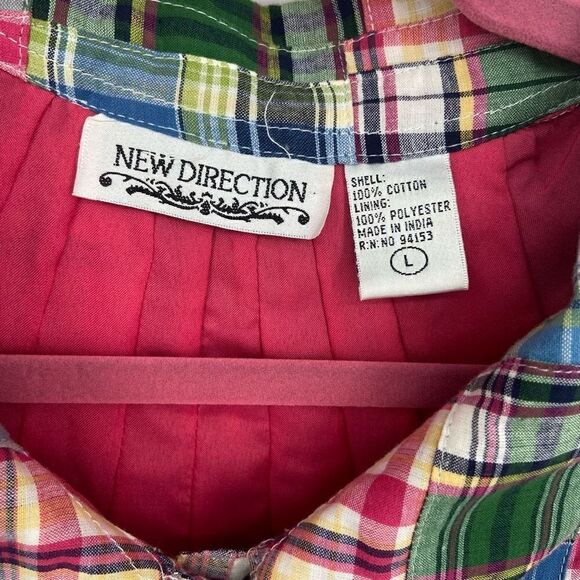 NEW DIRECTION
SHELL:
100% COTTON
LINING:
100% POLYESTER
MADE IN INDIA
R:N:NO 94153
L